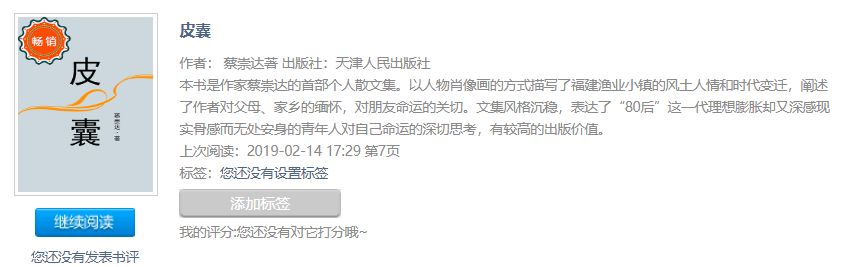 畅销
皮
囊
蔡崇达·著
继续阅读
您还没有发表书评
皮囊
作者： 蔡崇达著 出版社：天津人民出版社
本书是作家蔡崇达的首部个人散文集。以人物肖像画的方式描写了福建渔业小镇的风土人情和时代变迁，阐述
了作者对父母、家乡的缅怀，对朋友命运的关切。文集风格沉稳，表达了“80后”这一代理想膨胀却又深感现
实骨感而无处安身的青年人对自己命运的深切思考，有较高的出版价值。
上次阅读：2019-02-14 17:29 第7页
标签：您还没有设置标签
添加标签
我的评分:您还没有对它打分哦~